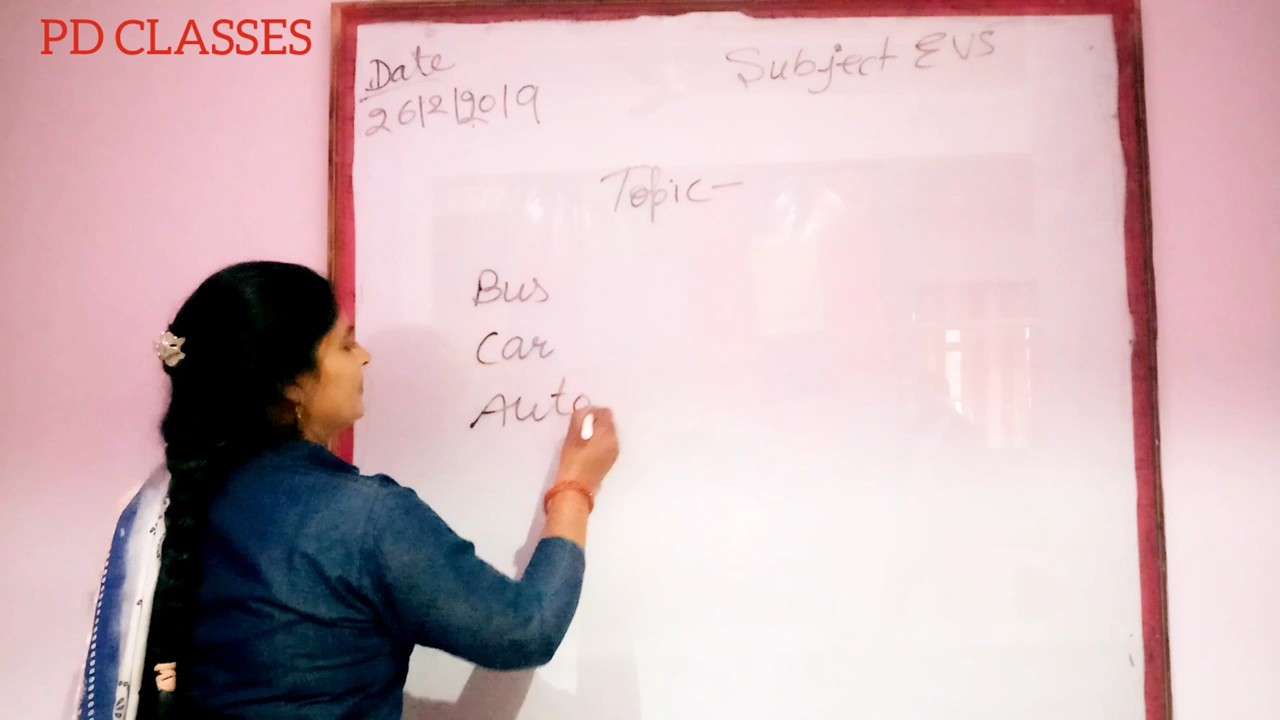 PD CLASSES
Date
Subject EVS
26/2/2019
Topic-
Bus
Car
Auto